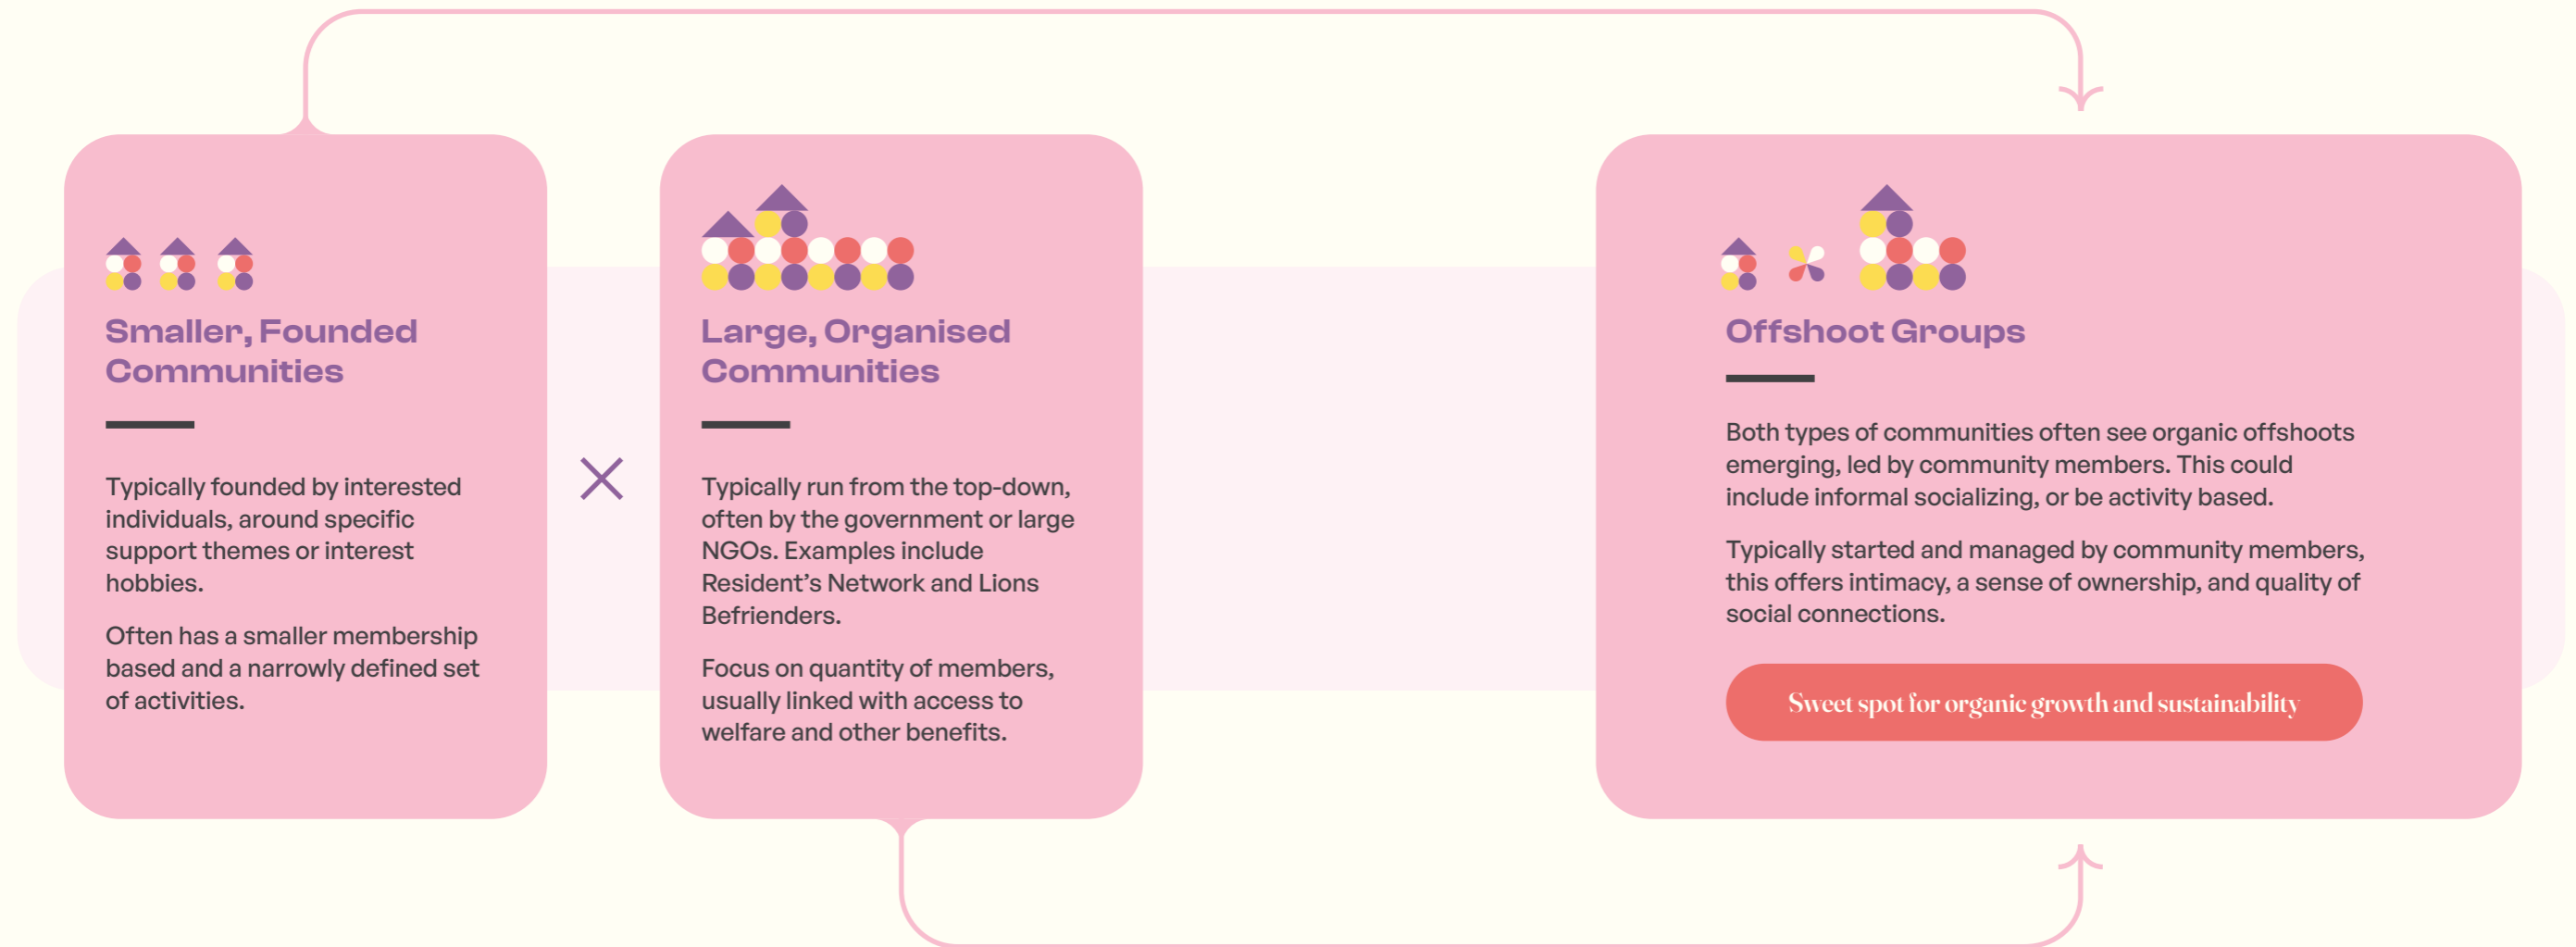 Smaller, Founded
Communities
Typically founded by interested
individuals, around specific
support themes or interest
hobbies.
Often has a smaller membership
based and a narrowly defined set
of activities.
Large, Organised
Communities
Typically run from the top-down,
often by the government or large
NGOs. Examples include
Resident’s Network and Lions
Befrienders.
Focus on quantity of members,
usually linked with access to
welfare and other benefits.
Offshoot Groups
Both types of communities often see organic offshoots
emerging, led by community members. This could
include informal socializing, or be activity based.
Typically started and managed by community members,
this offers intimacy, a sense of ownership, and quality of
social connections.
Sweet spot for organic growth and sustainability